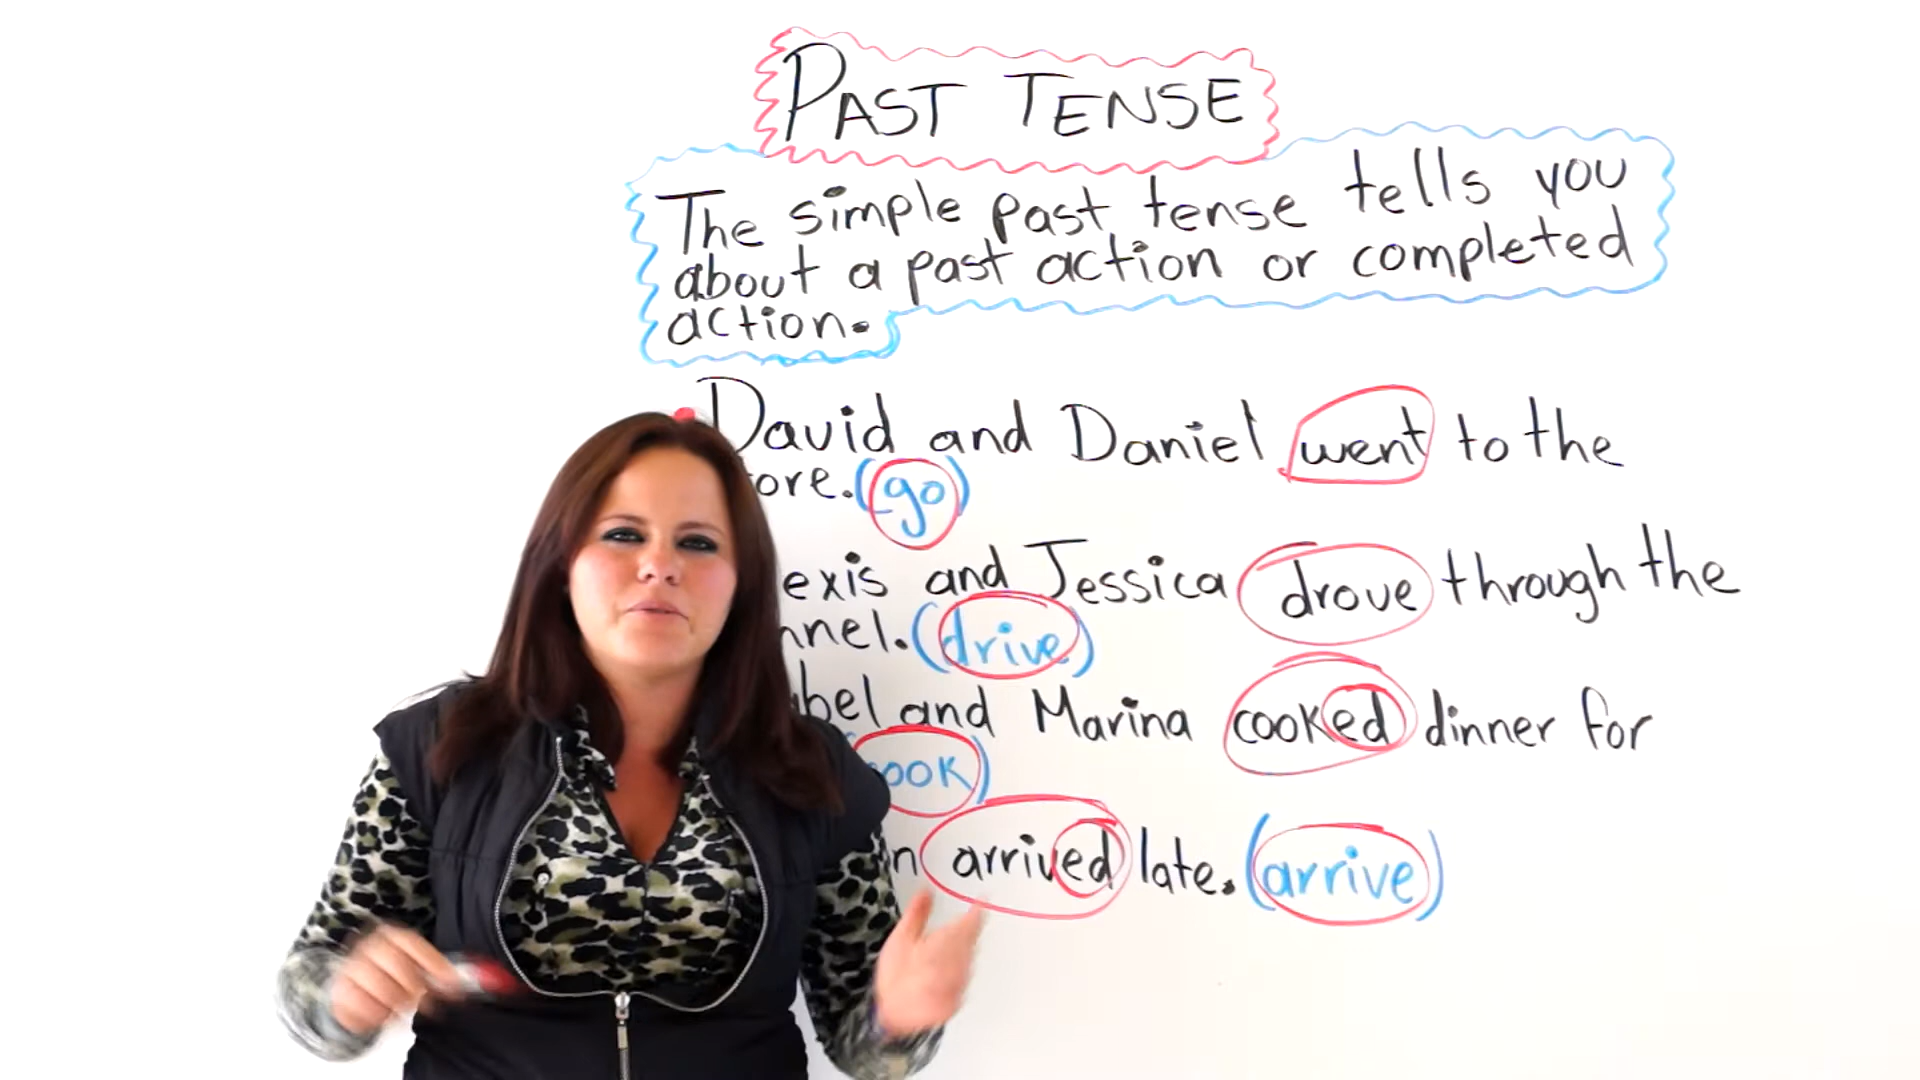 PAST TENSE
The simple past tense tells you
about a past action or completed
action.
David and Daniel went to the
ore. (go)
exis and Jessica drove through the
nnel. (drive)
bel and Marina cooked dinner for
ook)
n arrived late. (arrive)